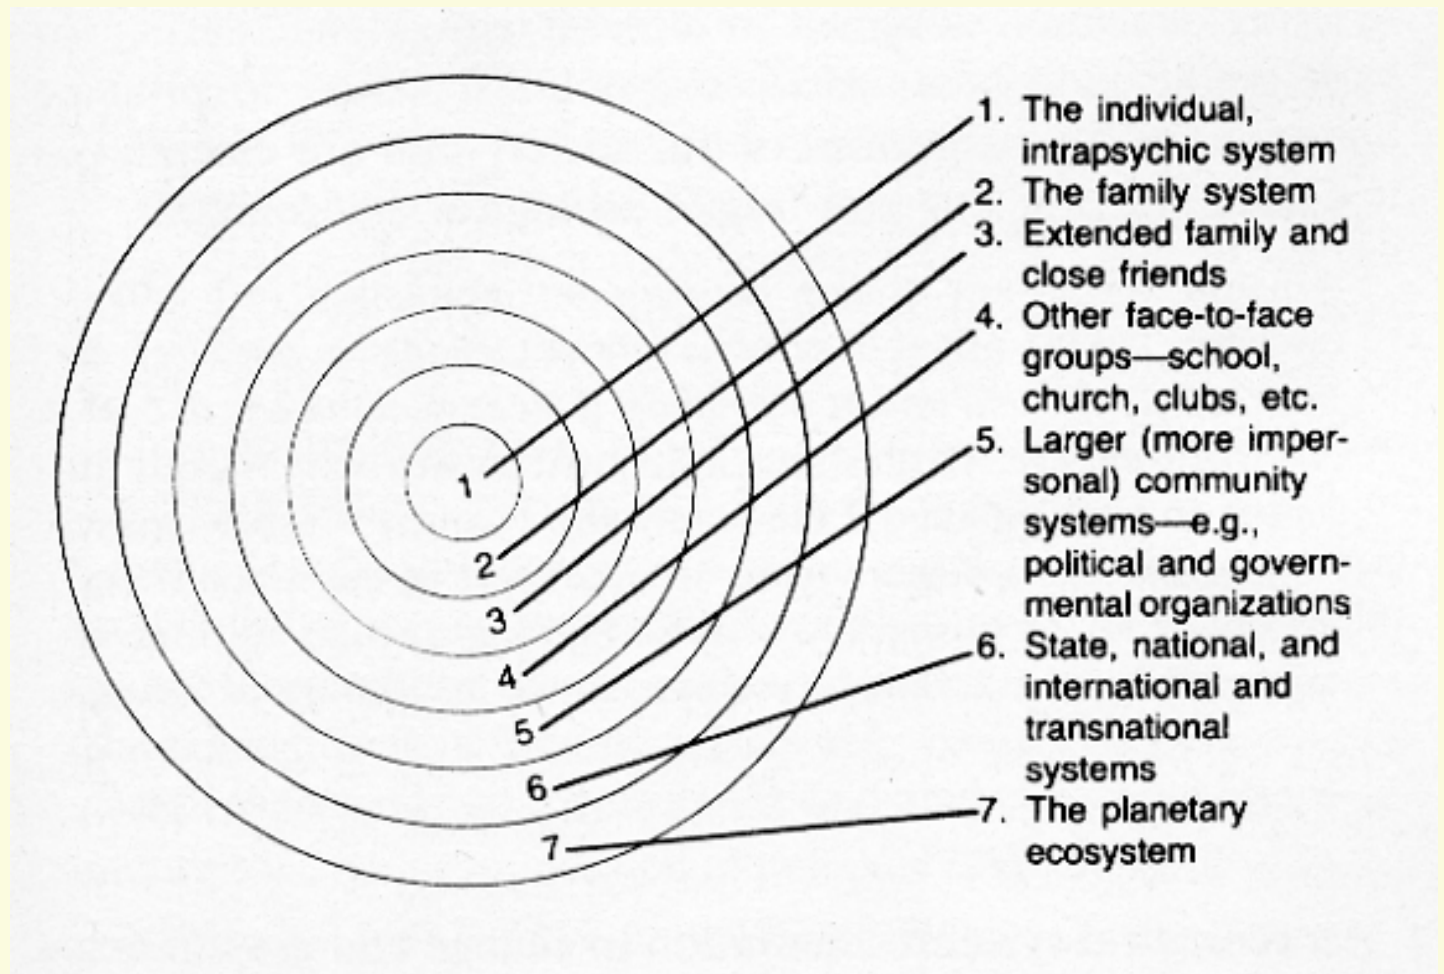 1
2
3
4
5
6
7
1. The individual,
intrapsychic system
2. The family system
3. Extended family and
close friends
4. Other face-to-face
groups—school,
church, clubs, etc.
5. Larger (more imper-
sonal) community
systems—e.g.,
political and govern-
mental organizations
6. State, national, and
international and
transnational
systems
7. The planetary
ecosystem